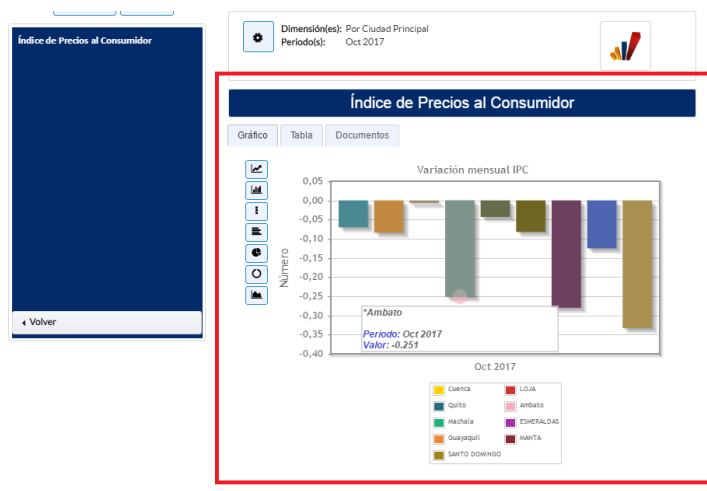 Índice de Precios al Consumidor
Volver
Dimensión(es): Por Ciudad Principal
Periodo(s): Oct 2017
Índice de Precios al Consumidor
Gráfico Tabla Documentos
Variación mensual IPC
0,05
0,00
-0,05
-0,10
-0,15
-0,20
-0,25
-0,30
-0,35
-0,40
Número
*Ambato
Período: Oct 2017
Valor: -0.251
Oct 2017
Cuenca LOJA
Quito Ambato
Machala ESMERALDAS
Guayaquil MANTA
SANTO DOMINGO